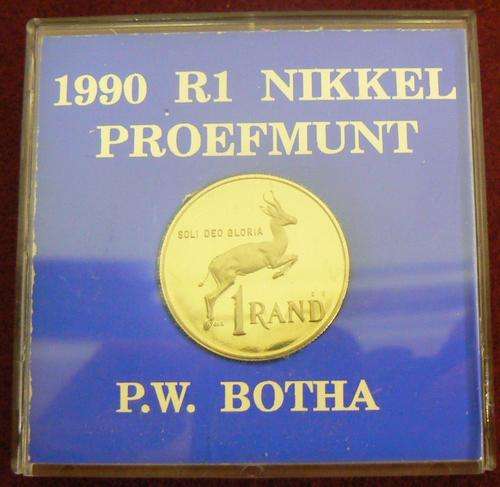 1990 R1 NIKKEL
PROEFMUNT
SOLI DEO GLORIA
1 RAND
P.W. BOTHA